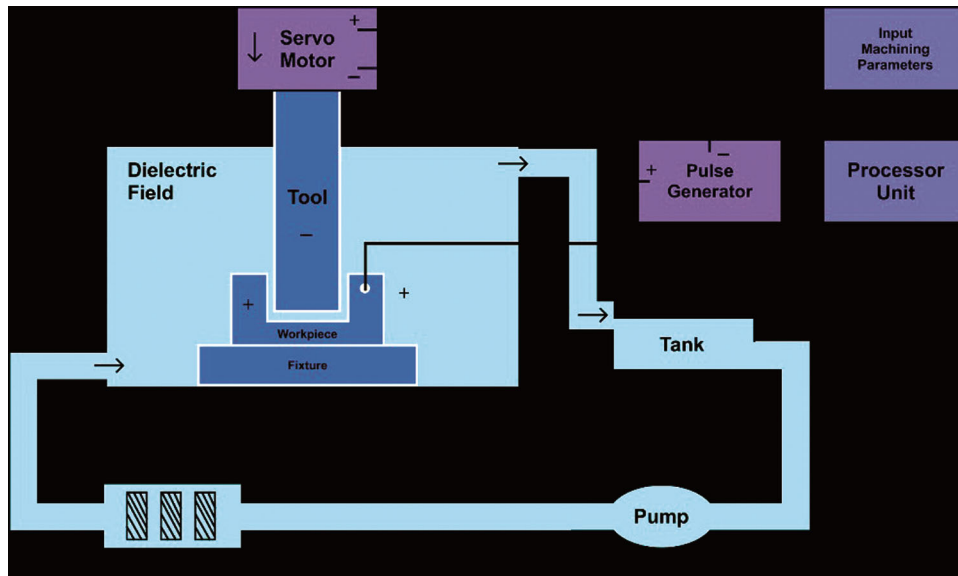 Servo
Motor
+
−
Input
Machining
Parameters
Dielectric
Field
Tool
−
Pulse
Generator
+
−
Processor
Unit
+
+
Workpiece
Fixture
Tank
Pump